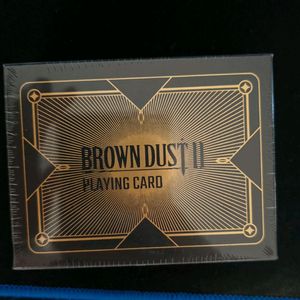 BROWN DUST II
PLAYING CARD